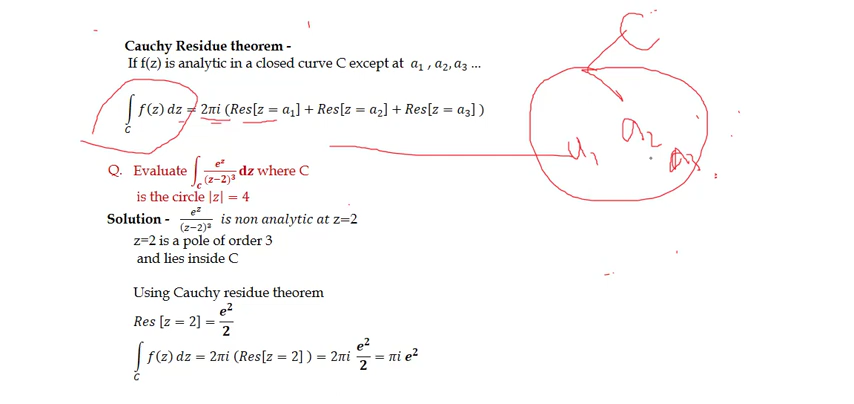 Cauchy Residue theorem -
If f(z) is analytic in a closed curve C except at a₁ , a₂, a₃ ...
∫_C f(z) dz = 2πi (Res[z = a₁] + Res[z = a₂] + Res[z = a₃] )
C
a₁ a₂ a₃
Q. Evaluate ∫_c e^z/(z−2)³ dz where C
is the circle |z| = 4
Solution - e^z/(z−2)³ is non analytic at z=2
z=2 is a pole of order 3
and lies inside C
Using Cauchy residue theorem
Res [z = 2] = e²/2
∫_C f(z) dz = 2πi (Res[z = 2] ) = 2πi e²/2 = πi e²